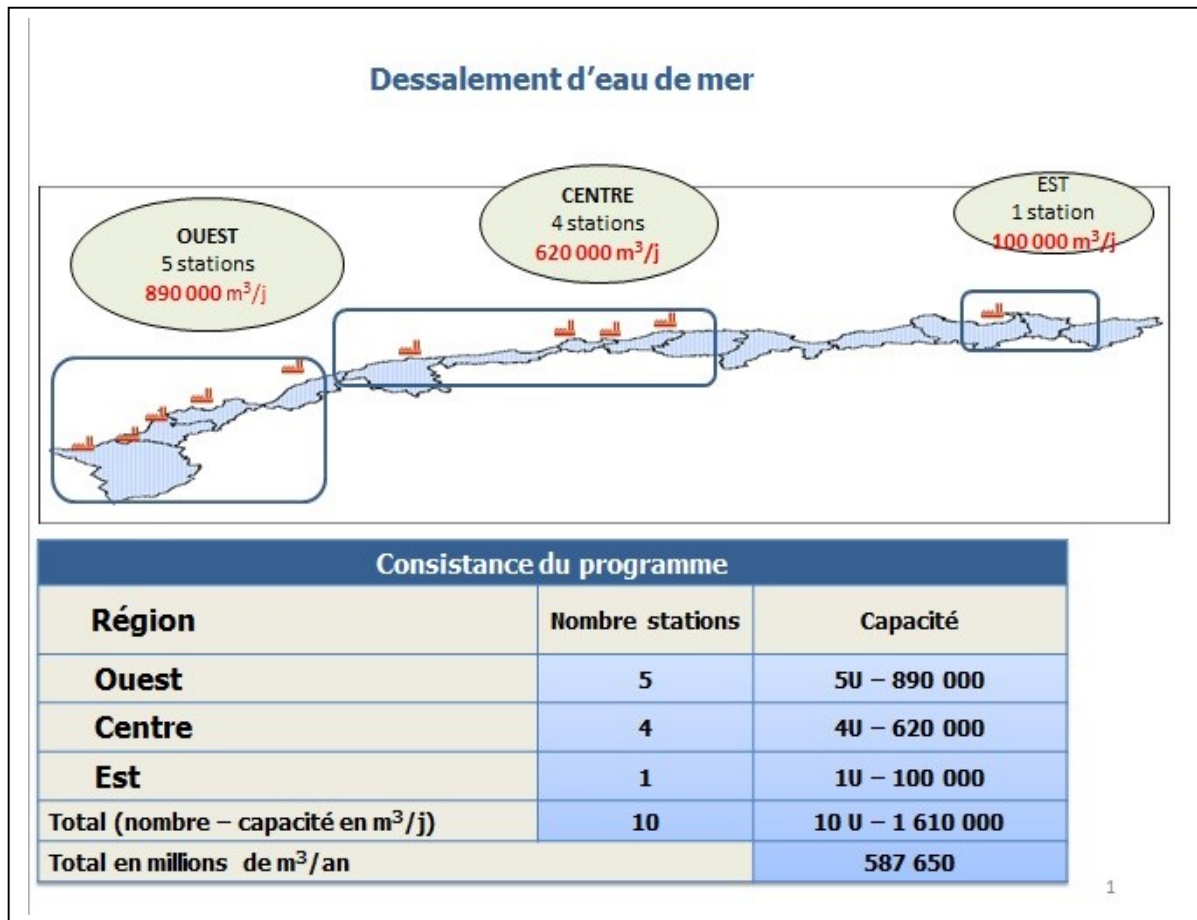 Dessalement d'eau de mer
OUEST
5 stations
890 000 m³/j
CENTRE
4 stations
620 000 m³/j
EST
1 station
100 000 m³/j
Consistance du programme
Région Nombre stations Capacité
Ouest 5 5U – 890 000
Centre 4 4U – 620 000
Est 1 1U – 100 000
Total (nombre – capacité en m³/j) 10 10 U – 1 610 000
Total en millions de m³/an 587 650
1